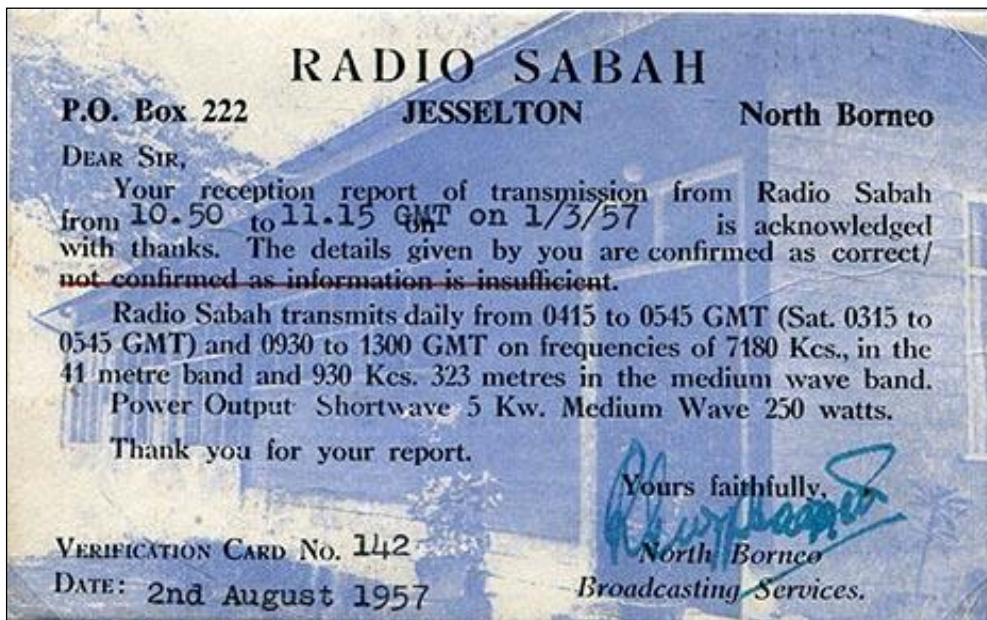 RADIO SABAH
P.O. Box 222 JESSELTON North Borneo
DEAR SIR,
Your reception report of transmission from Radio Sabah
from 10.50 to 11.15 GMT on 1/3/57 is acknowledged
with thanks. The details given by you are confirmed as correct/
not confirmed as information is insufficient.
Radio Sabah transmits daily from 0415 to 0545 GMT (Sat. 0315 to
0545 GMT) and 0930 to 1300 GMT on frequencies of 7180 Kcs., in the
41 metre band and 930 Kcs. 323 metres in the medium wave band.
Power Output Shortwave 5 Kw. Medium Wave 250 watts.
Thank you for your report.
Yours faithfully,
North Borneo
Broadcasting Services.
VERIFICATION CARD No. 142
DATE: 2nd August 1957